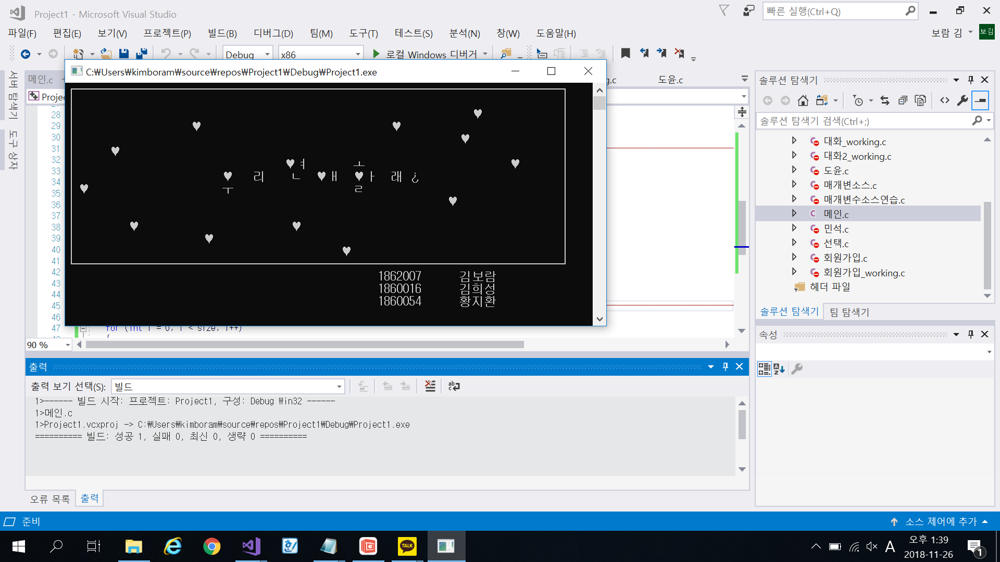 Project1 - Microsoft Visual Studio
빠른 실행(Ctrl+Q)
파일(F) 편집(E) 보기(V) 프로젝트(P) 빌드(B) 디버그(D) 팀(M) 도구(T) 테스트(S) 분석(N) 창(W) 도움말(H)
보람 김
보김
Debug x86 로컬 Windows 디버거
서버 탐색기
도구 상자
메인.c
도윤.c
C:₩Users₩kimboram₩source₩repos₩Project1₩Debug₩Project1.exe
♥ㅕ ㅗ
♥ 리 ㄴ ♥ㅐ ♥ㅏ 래 ¿
ㅜ ㄹ
1862007 김보람
1860016 김희성
1860054 황지환
28
29
30
31
32
33
34
35
36
37
38
39
40
41
42
43
44
45
46
47 for (int i = 0; i < size; i++)
{
90 %
솔루션 탐색기
솔루션 탐색기 검색(Ctrl+;)
대화_working.c
대화2_working.c
도윤.c
매개변소스.c
매개변수소스연습.c
메인.c
민석.c
선택.c
회원가입.c
회원가입_working.c
헤더 파일
솔루션 탐색기 팀 탐색기
속성
출력
출력 보기 선택(S): 빌드
1>------ 빌드 시작: 프로젝트: Project1, 구성: Debug Win32 ------
1>메인.c
1>Project1.vcxproj -> C:₩Users₩kimboram₩source₩repos₩Project1₩Debug₩Project1.exe
========== 빌드: 성공 1, 실패 0, 최신 0, 생략 0 ==========
오류 목록 출력
준비
소스 제어에 추가
TALK
A
오후 1:39
2018-11-26
1